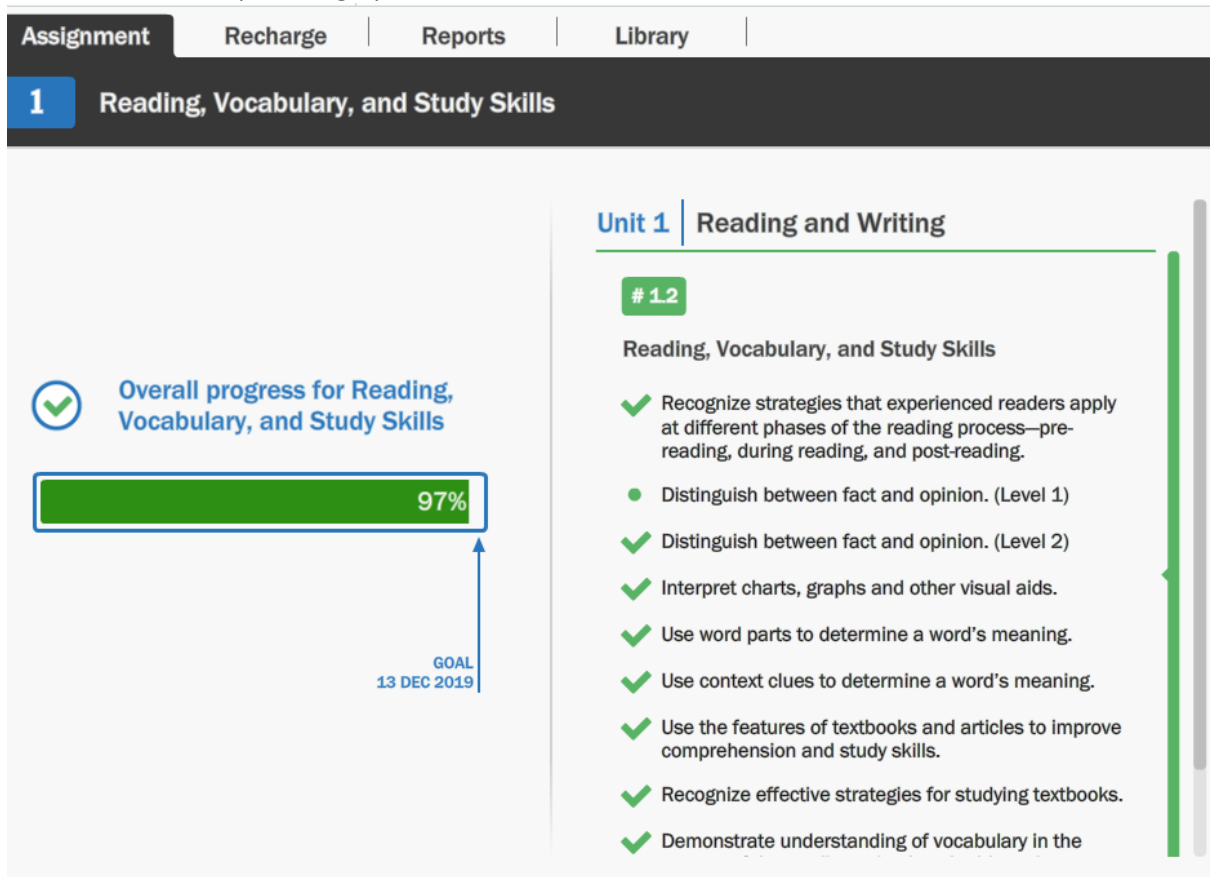 Assignment
Recharge
Reports
Library
1
Reading, Vocabulary, and Study Skills
Overall progress for Reading,
Vocabulary, and Study Skills
97%
GOAL
13 DEC 2019
Unit 1
Reading and Writing
# 1.2
Reading, Vocabulary, and Study Skills
Recognize strategies that experienced readers apply
at different phases of the reading process—pre-
reading, during reading, and post-reading.
Distinguish between fact and opinion. (Level 1)
Distinguish between fact and opinion. (Level 2)
Interpret charts, graphs and other visual aids.
Use word parts to determine a word's meaning.
Use context clues to determine a word's meaning.
Use the features of textbooks and articles to improve
comprehension and study skills.
Recognize effective strategies for studying textbooks.
Demonstrate understanding of vocabulary in the